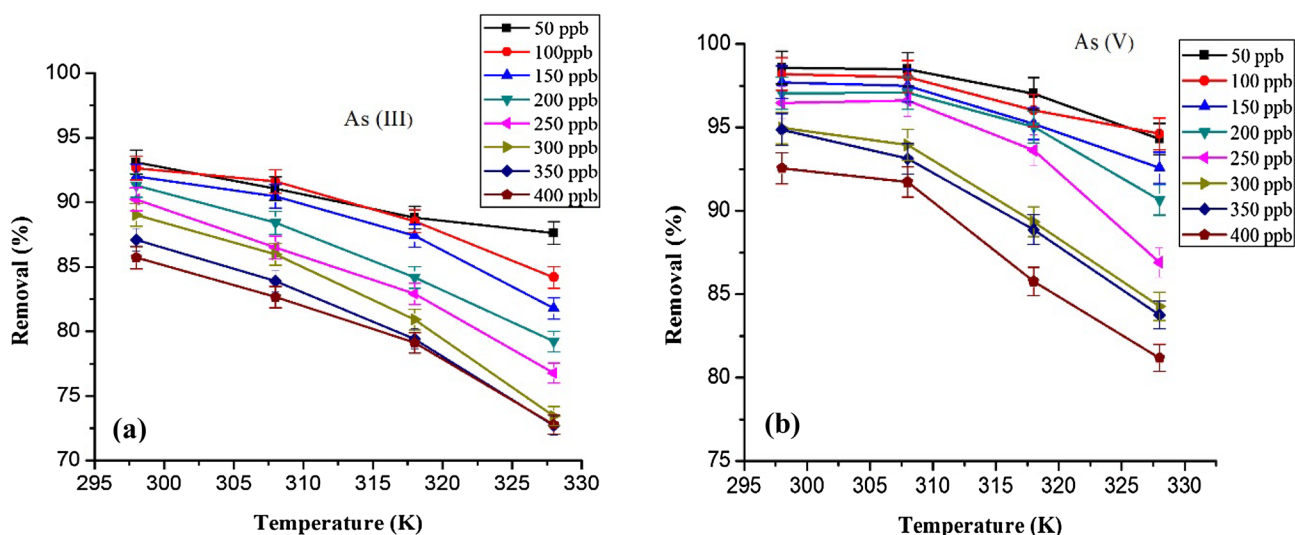 50 ppb
100ppb
150 ppb
200 ppb
250 ppb
300 ppb
350 ppb
400 ppb
As (III)
100
95
90
85
80
75
70
Removal (%)
(a)
295 300 305 310 315 320 325 330
Temperature (K)
As (V)
50 ppb
100 ppb
150 ppb
200 ppb
250 ppb
300 ppb
350 ppb
400 ppb
100
95
90
85
80
75
Removal (%)
(b)
295 300 305 310 315 320 325 330
Temperature (K)